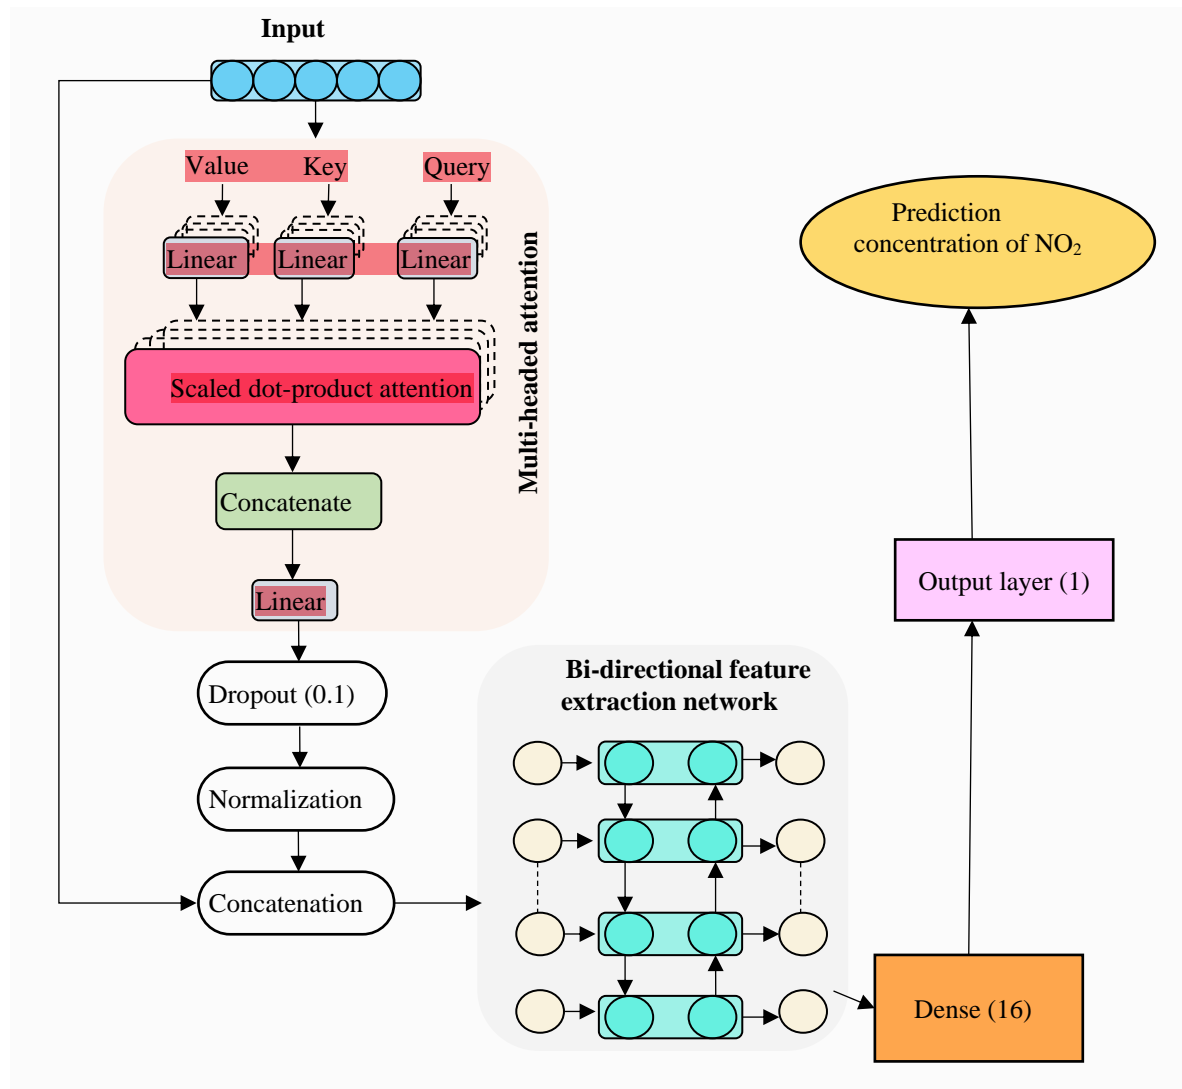 Input
Value Key Query
Linear Linear Linear
Scaled dot-product attention
Concatenate
Linear
Multi-headed attention
Dropout (0.1)
Normalization
Concatenation
Bi-directional feature
extraction network
Dense (16)
Output layer (1)
Prediction
concentration of NO₂